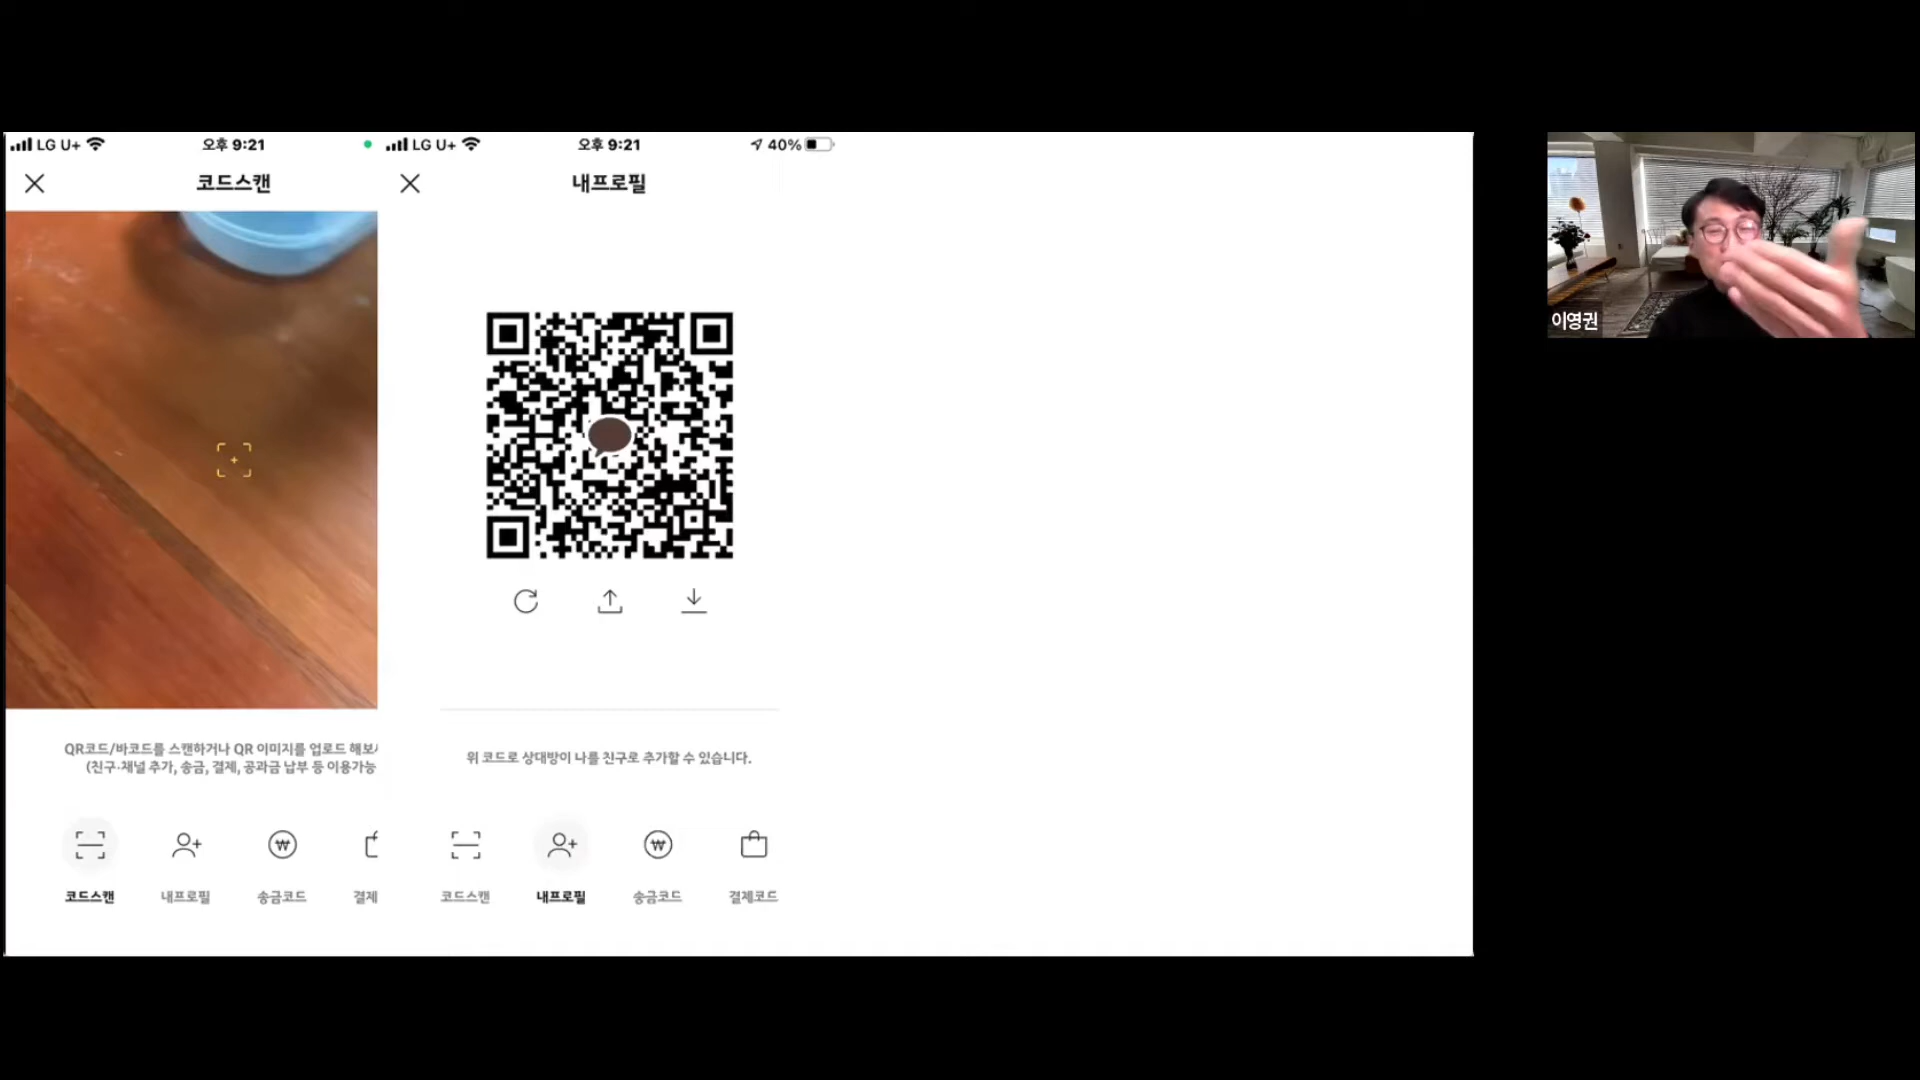 LG U+
오후 9:21
코드스캔
QR코드/바코드를 스캔하거나 QR 이미지를 업로드 해보
(친구·채널 추가, 송금, 결제, 공과금 납부 등 이용가능
코드스캔
내프로필
송금코드
결제
LG U+
오후 9:21
40%
내프로필
위 코드로 상대방이 나를 친구로 추가할 수 있습니다.
코드스캔
내프로필
송금코드
결제코드
이영권